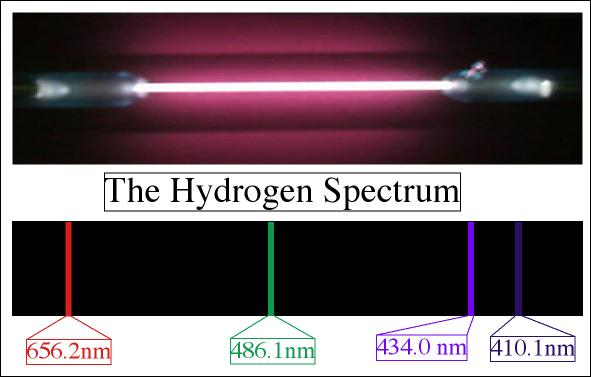 The Hydrogen Spectrum
656.2nm
486.1nm
434.0 nm
410.1nm